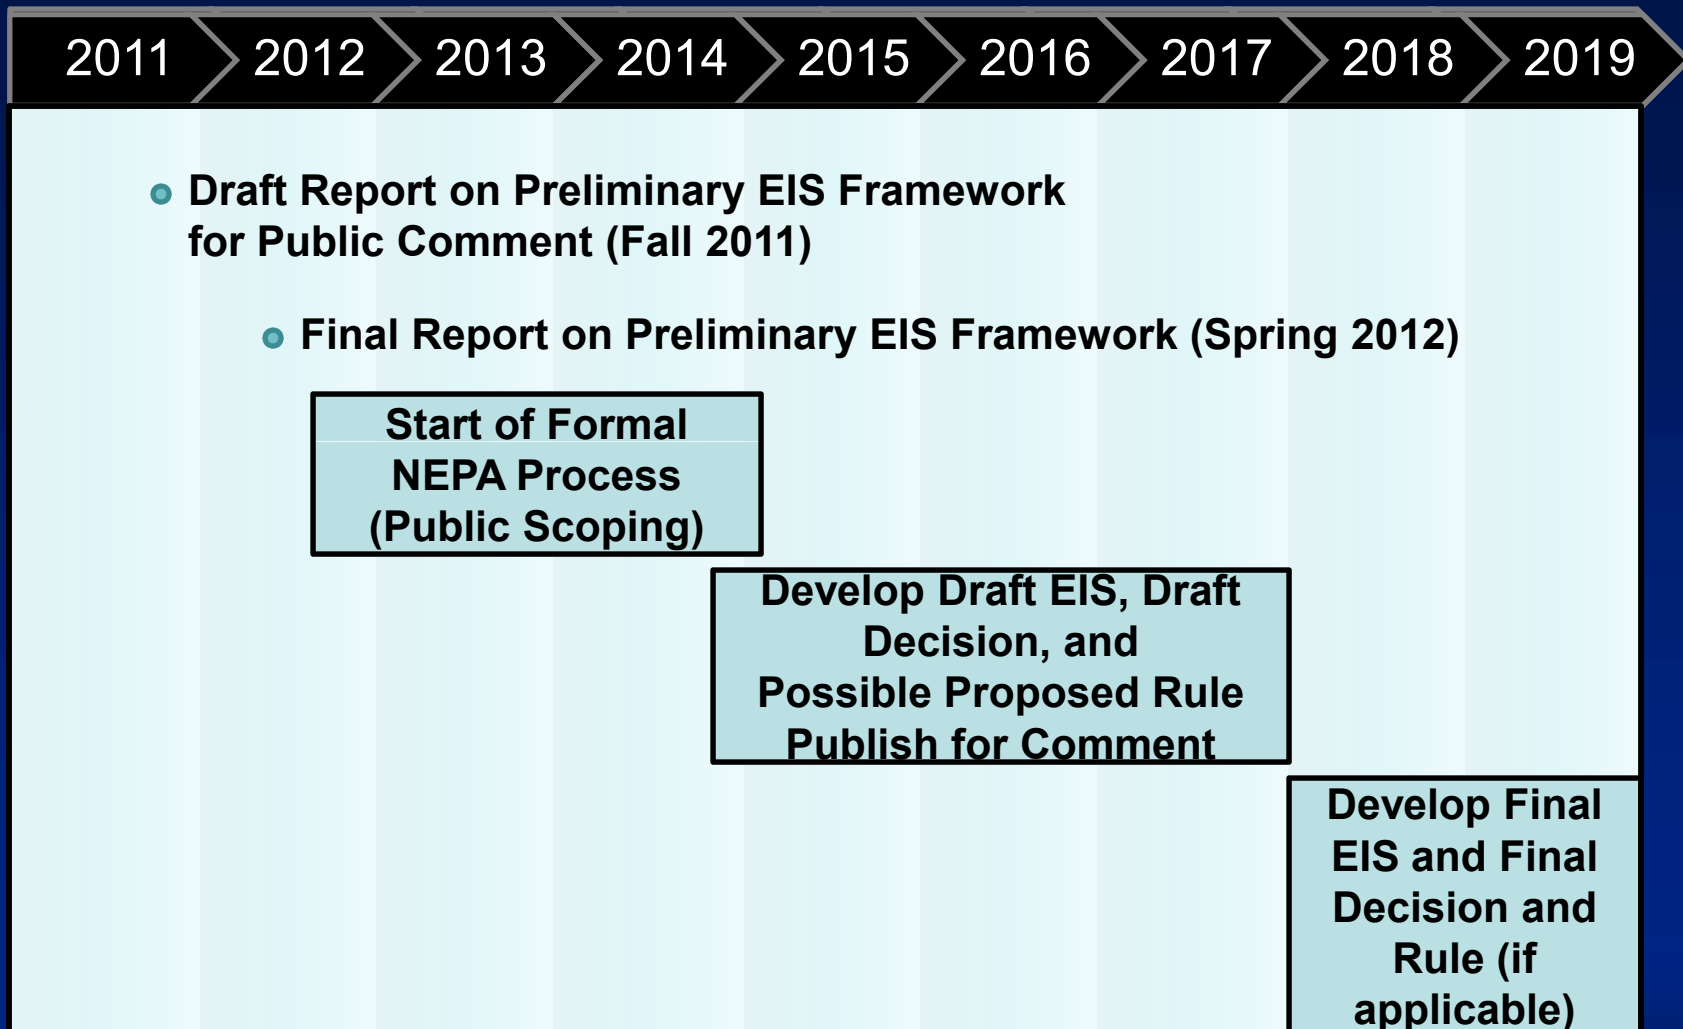 2011 2012 2013 2014 2015 2016 2017 2018 2019
Draft Report on Preliminary EIS Framework
for Public Comment (Fall 2011)
Final Report on Preliminary EIS Framework (Spring 2012)
Start of Formal
NEPA Process
(Public Scoping)
Develop Draft EIS, Draft
Decision, and
Possible Proposed Rule
Publish for Comment
Develop Final
EIS and Final
Decision and
Rule (if
applicable)